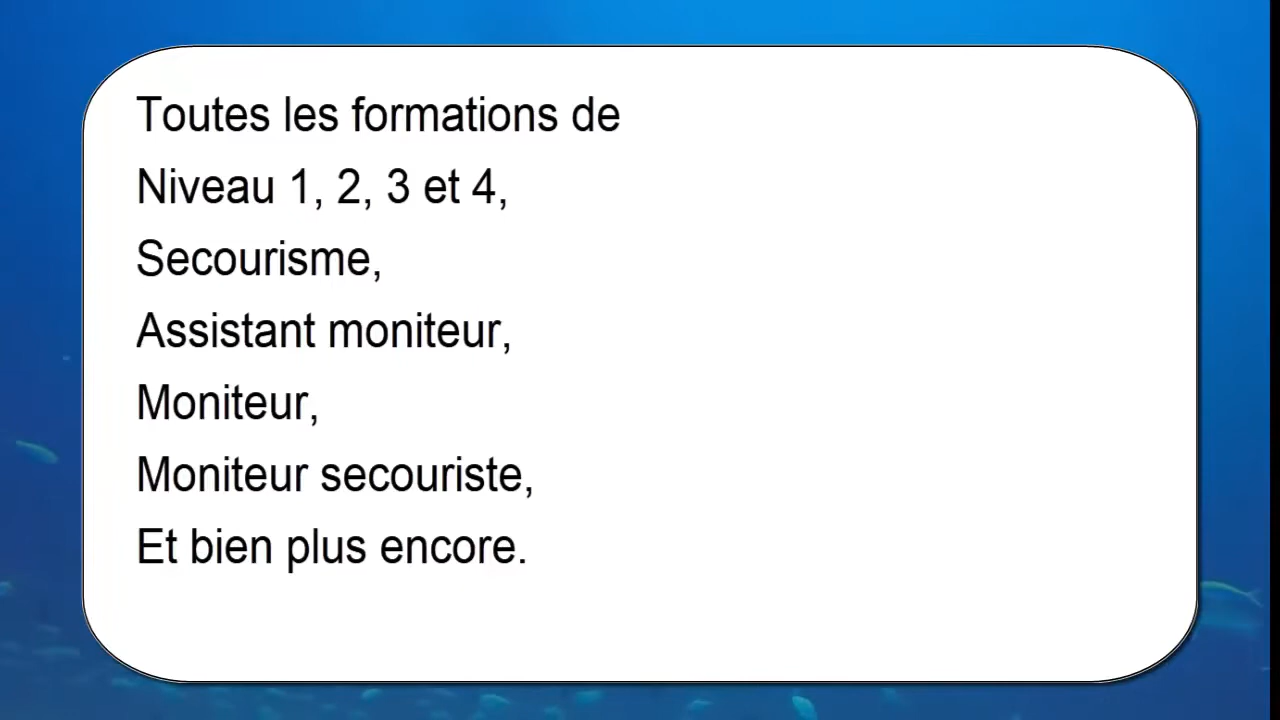 Toutes les formations de
Niveau 1, 2, 3 et 4,
Secourisme,
Assistant moniteur,
Moniteur,
Moniteur secouriste,
Et bien plus encore.